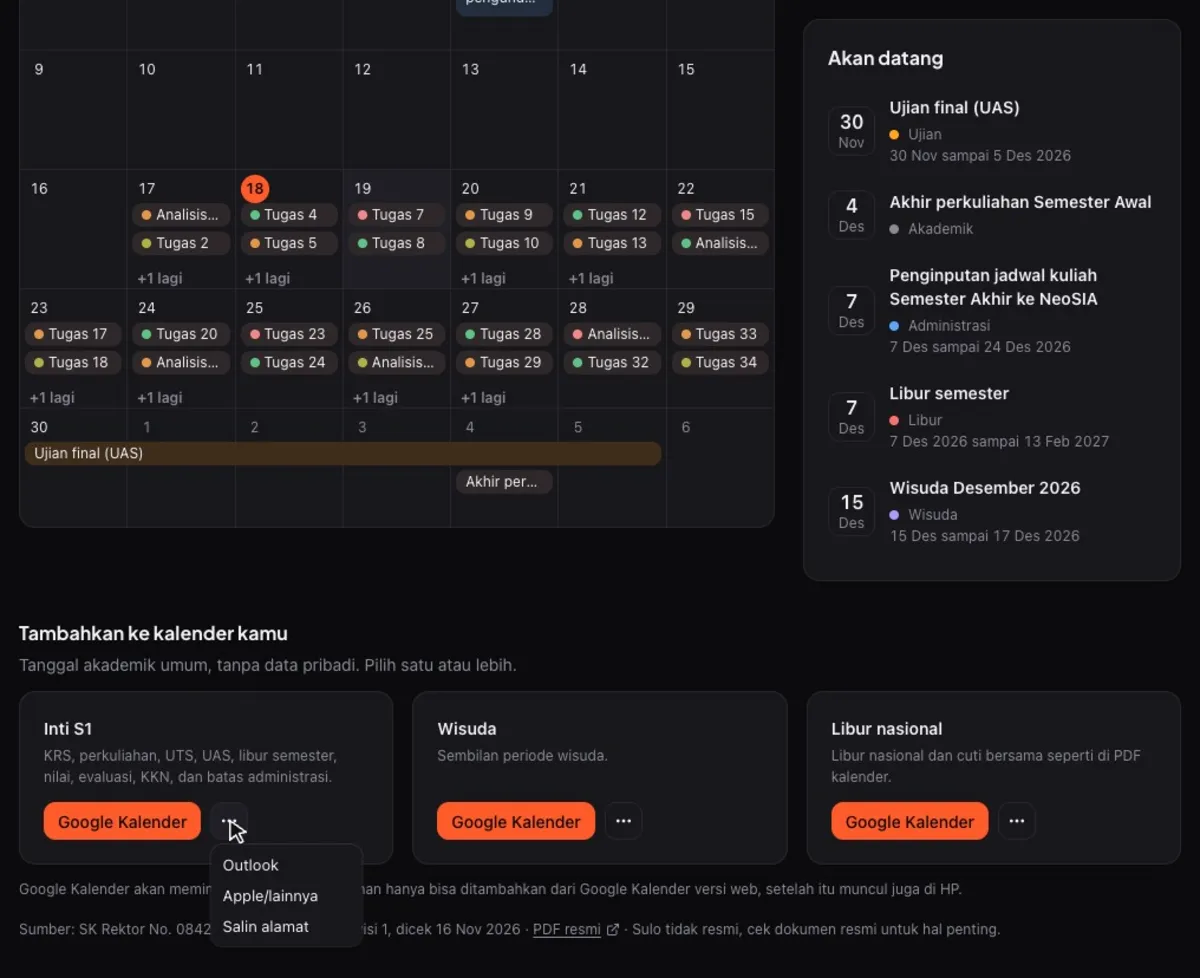 pengand...
9 10 11 12 13 14 15
16 17 18 19 20 21 22
Analisis... Tugas 4 Tugas 7 Tugas 9 Tugas 12 Tugas 15
Tugas 2 Tugas 5 Tugas 8 Tugas 10 Tugas 13 Analisis...
+1 lagi +1 lagi +1 lagi +1 lagi
23 24 25 26 27 28 29
Tugas 17 Tugas 20 Tugas 23 Tugas 25 Tugas 28 Analisis... Tugas 33
Tugas 18 Analisis... Tugas 24 Analisis... Tugas 29 Tugas 32 Tugas 34
+1 lagi +1 lagi +1 lagi +1 lagi
30 1 2 3 4 5 6
Ujian final (UAS)
Akhir per...
Akan datang
30 Nov
Ujian final (UAS)
Ujian
30 Nov sampai 5 Des 2026
4 Des
Akhir perkuliahan Semester Awal
Akademik
7 Des
Penginputan jadwal kuliah
Semester Akhir ke NeoSIA
Administrasi
7 Des sampai 24 Des 2026
7 Des
Libur semester
Libur
7 Des 2026 sampai 13 Feb 2027
15 Des
Wisuda Desember 2026
Wisuda
15 Des sampai 17 Des 2026
Tambahkan ke kalender kamu
Tanggal akademik umum, tanpa data pribadi. Pilih satu atau lebih.
Inti S1
KRS, perkuliahan, UTS, UAS, libur semester,
nilai, evaluasi, KKN, dan batas administrasi.
Google Kalender
Outlook
Apple/lainnya
Salin alamat
Wisuda
Sembilan periode wisuda.
Google Kalender
Libur nasional
Libur nasional dan cuti bersama seperti di PDF
kalender.
Google Kalender
Google Kalender akan hanya bisa ditambahkan dari Google Kalender versi web, setelah itu muncul juga di HP.
Sumber: SK Rektor No. 1, dicek 16 Nov 2026 · PDF resmi · Sulo tidak resmi, cek dokumen resmi untuk hal penting.